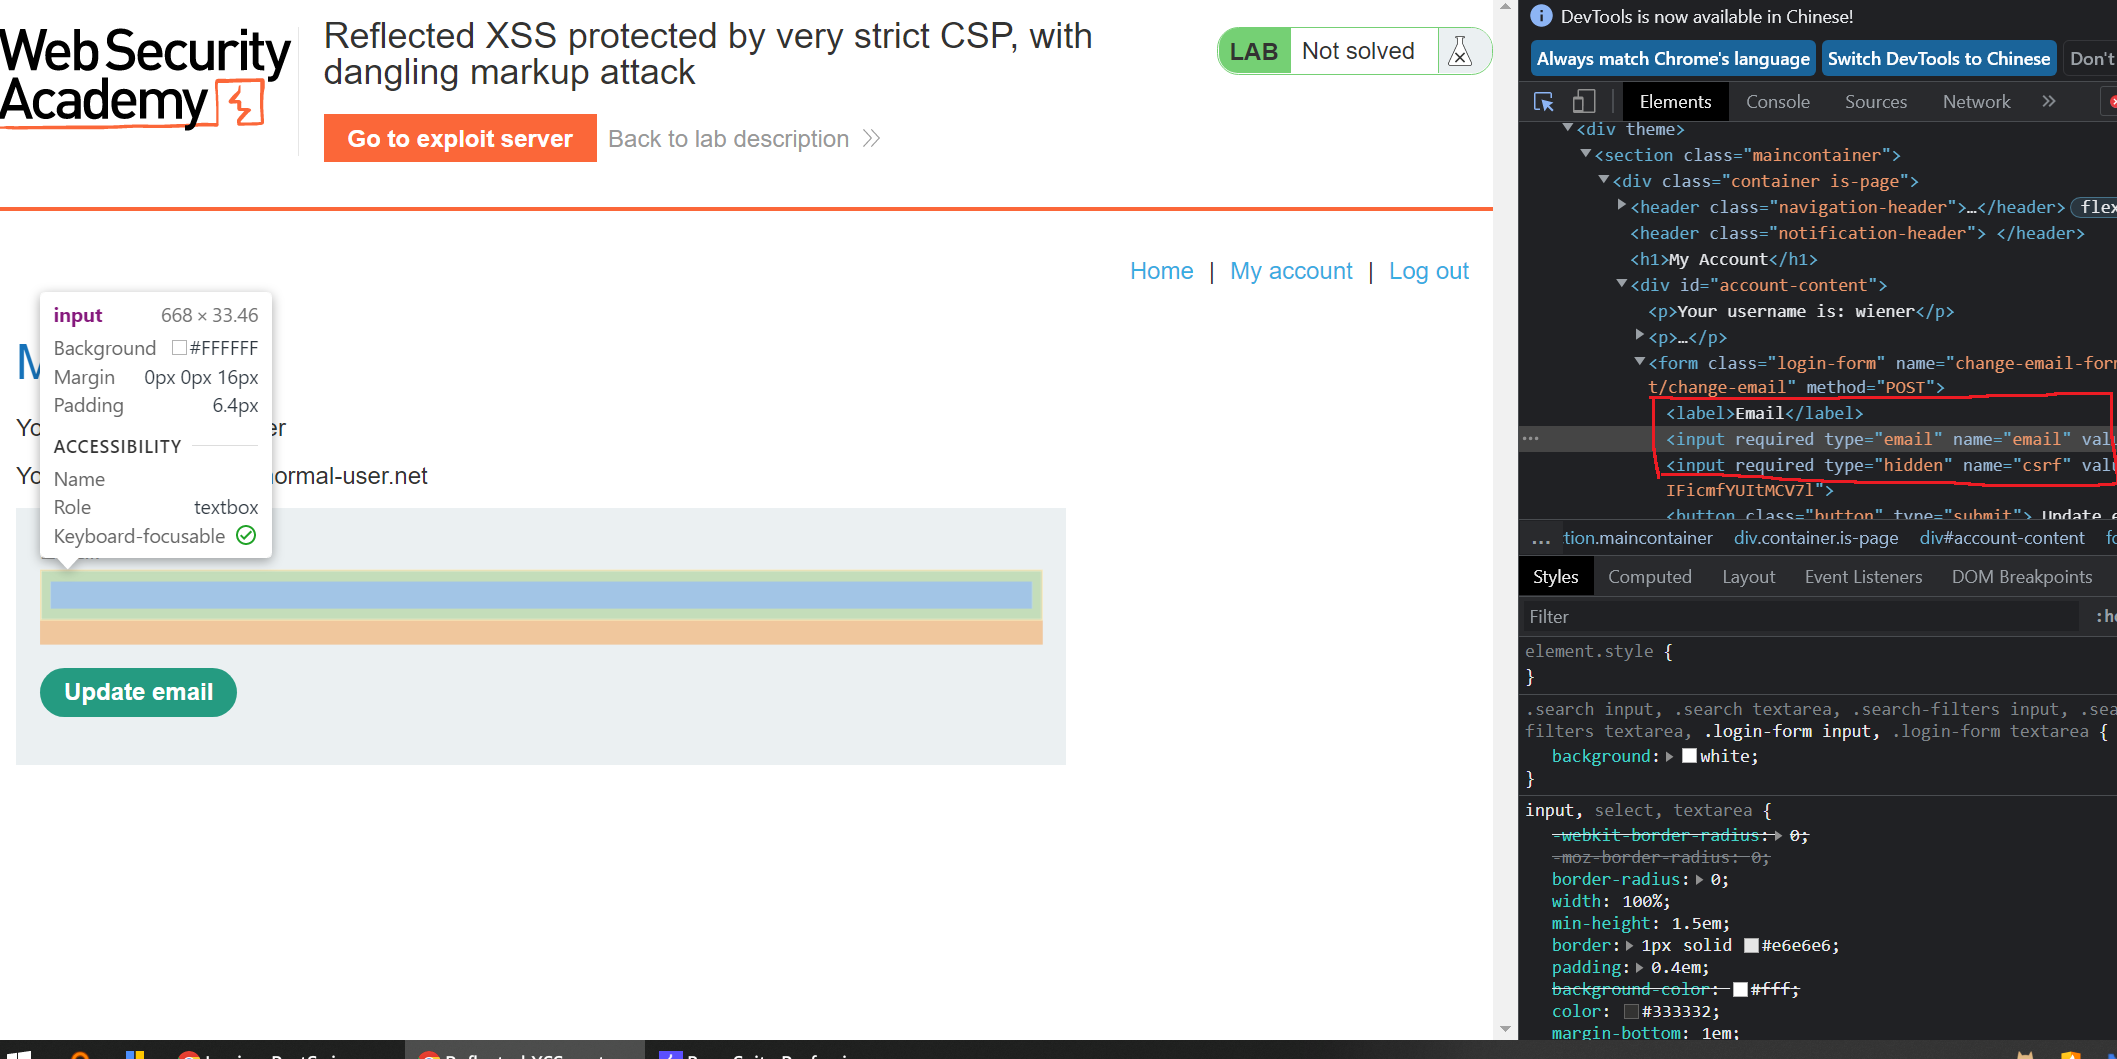 Web Security
Academy
Reflected XSS protected by very strict CSP, with
dangling markup attack
Go to exploit server
Back to lab description
LAB
Not solved
Home | My account | Log out
input 668 × 33.46
Background #FFFFFF
Margin 0px 0px 16px
Padding 6.4px
ACCESSIBILITY
Name
Role textbox
Keyboard-focusable
M
Yo er
Yo ormal-user.net
Update email
DevTools is now available in Chinese!
Always match Chrome's language
Switch DevTools to Chinese
Don't
Elements Console Sources Network
<div theme>
<section class="maincontainer">
<div class="container is-page">
<header class="navigation-header">…</header> flex
<header class="notification-header"> </header>
<h1>My Account</h1>
<div id="account-content">
<p>Your username is: wiener</p>
<p>…</p>
<form class="login-form" name="change-email-for
t/change-email" method="POST">
<label>Email</label>
<input required type="email" name="email" valu
<input required type="hidden" name="csrf" valu
IFicmfYUItMCV7l">
<button class="button" type="submit"> Update e
… tion.maincontainer div.container.is-page div#account-content fo
Styles Computed Layout Event Listeners DOM Breakpoints
Filter :ho
element.style {
}
.search input, .search textarea, .search-filters input, .sea
filters textarea, .login-form input, .login-form textarea {
background: white;
}
input, select, textarea {
-webkit-border-radius: 0;
-moz-border-radius: 0;
border-radius: 0;
width: 100%;
min-height: 1.5em;
border: 1px solid #e6e6e6;
padding: 0.4em;
background-color: #fff;
color: #333332;
margin-bottom: 1em;